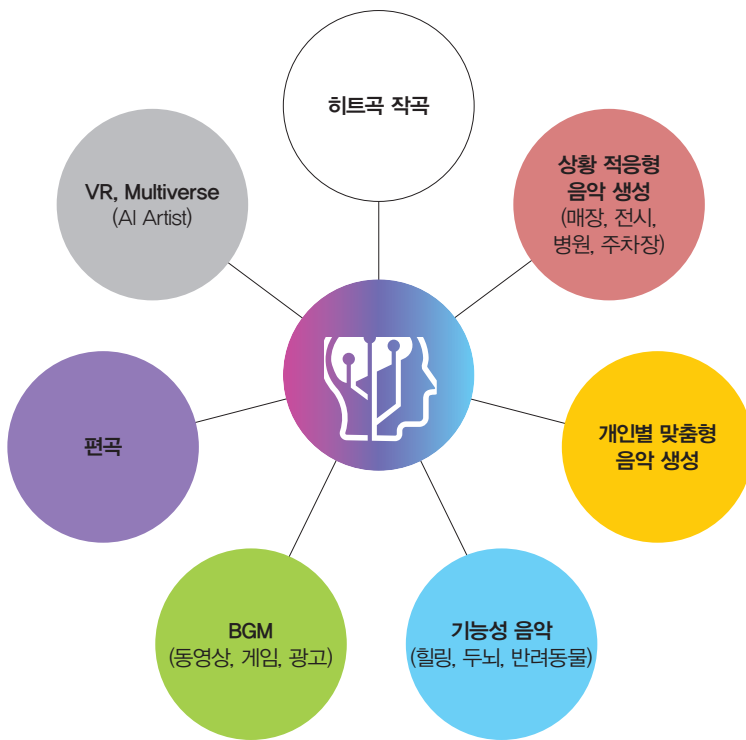 히트곡 작곡
상황 적응형
음악 생성
(매장, 전시,
병원, 주차장)
개인별 맞춤형
음악 생성
기능성 음악
(힐링, 두뇌, 반려동물)
BGM
(동영상, 게임, 광고)
편곡
VR, Multiverse
(AI Artist)